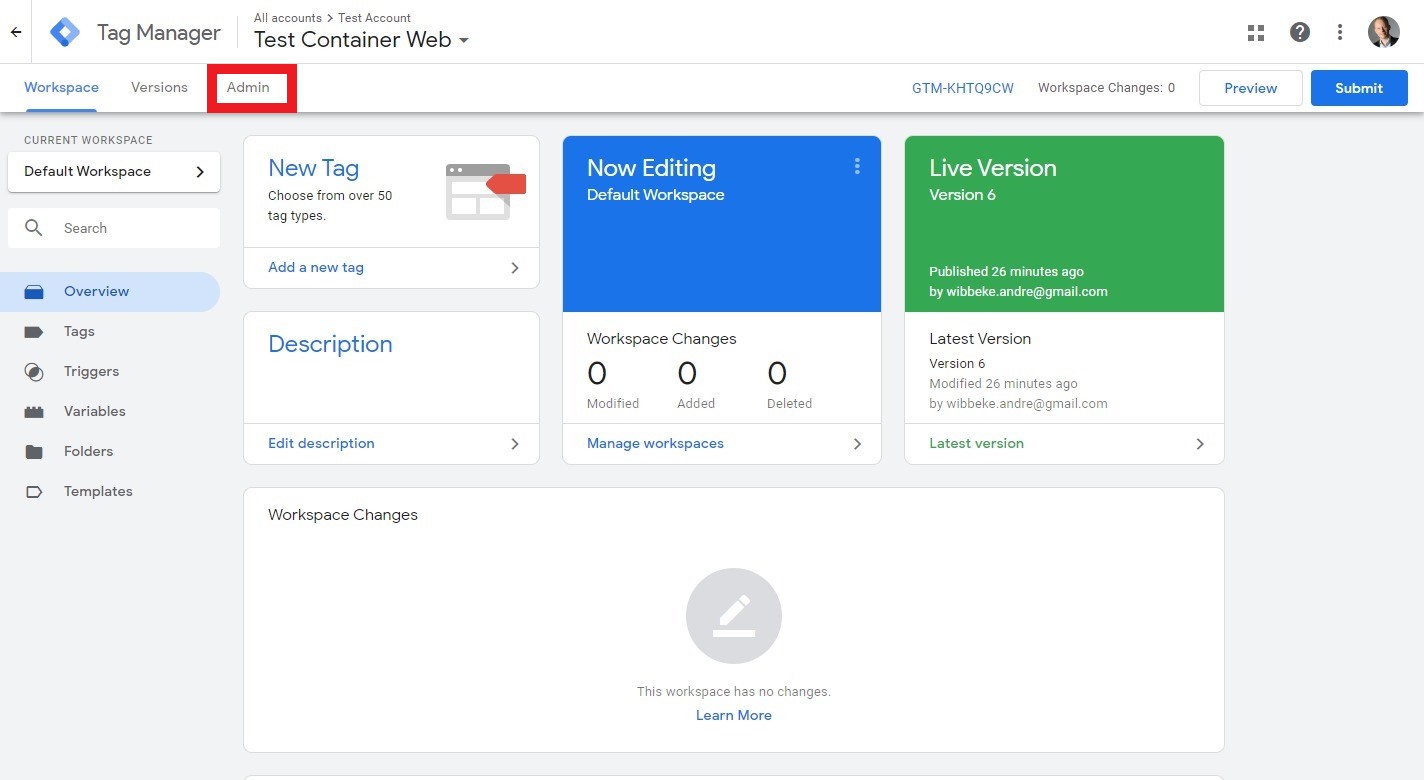 Tag Manager
All accounts > Test Account
Test Container Web
Workspace
Versions
Admin
GTM-KHTQ9CW
Workspace Changes: 0
Preview
Submit
CURRENT WORKSPACE
Default Workspace
Search
Overview
Tags
Triggers
Variables
Folders
Templates
New Tag
Choose from over 50
tag types.
Add a new tag
Description
Edit description
Now Editing
Default Workspace
Workspace Changes
0 0 0
Modified Added Deleted
Manage workspaces
Live Version
Version 6
Published 26 minutes ago
by wibbeke.andre@gmail.com
Latest Version
Version 6
Modified 26 minutes ago
by wibbeke.andre@gmail.com
Latest version
Workspace Changes
This workspace has no changes.
Learn More